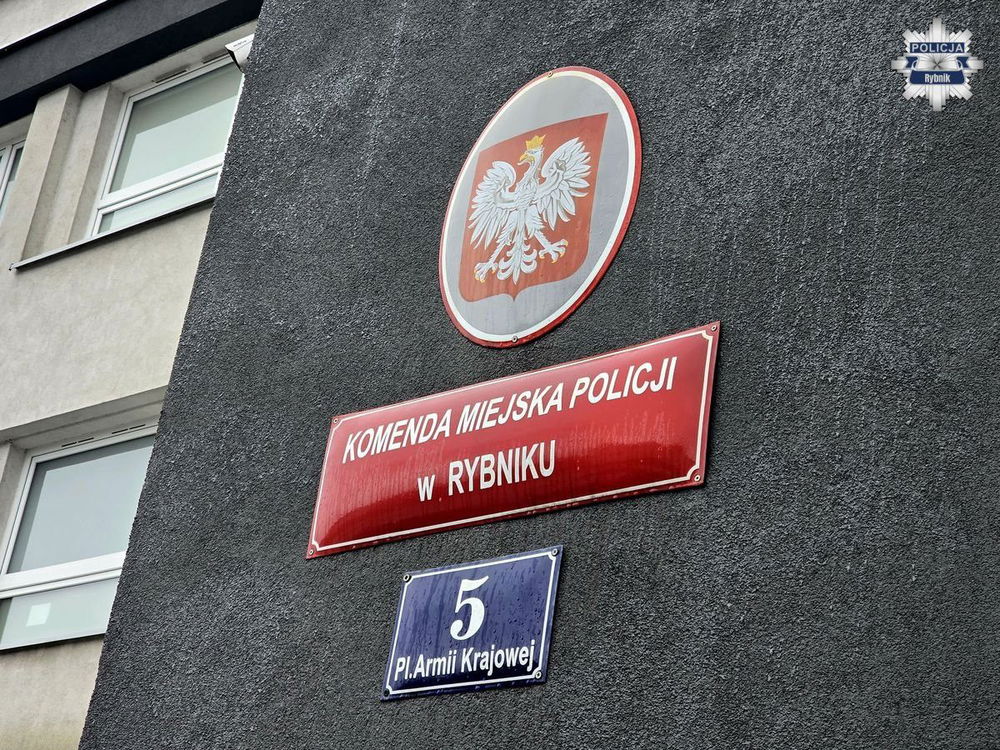 POLICJA
Rybnik
KOMENDA MIEJSKA POLICJI
w RYBNIKU
5
Pl.Armii Krajowej